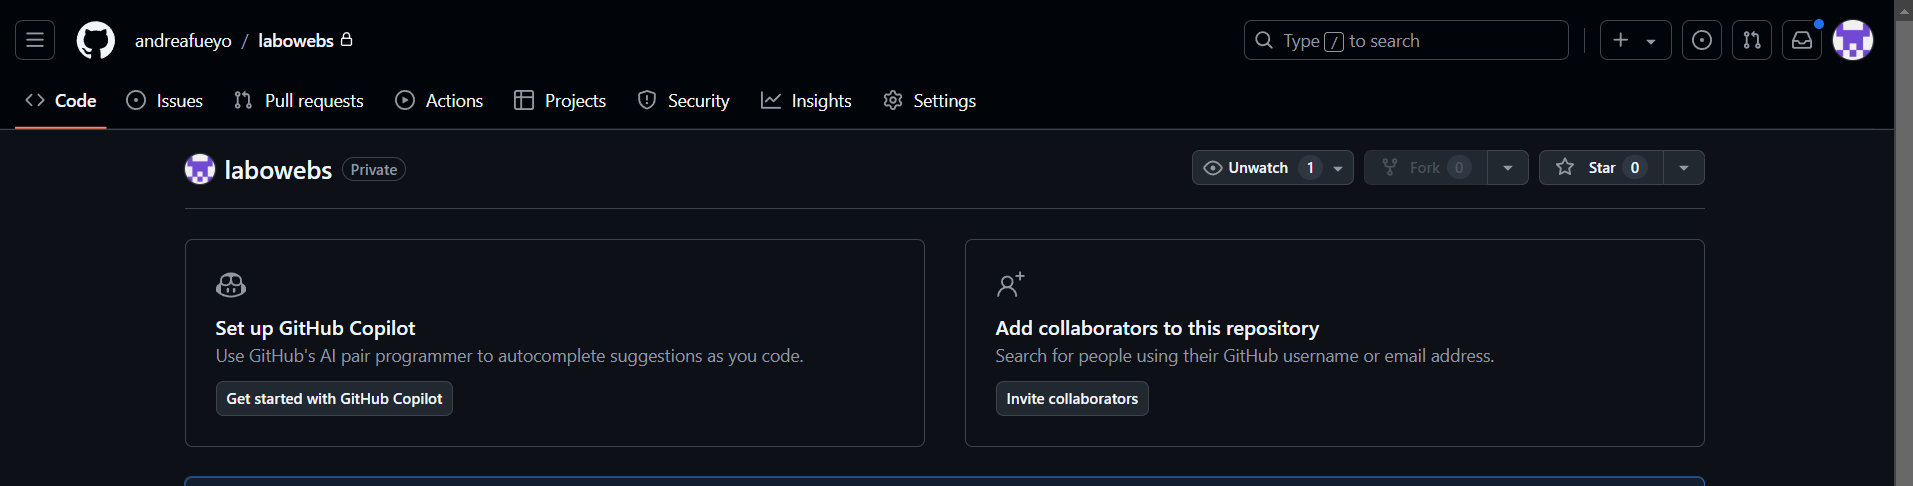 andreafueyo / labowebs
Type / to search
Code Issues Pull requests Actions Projects Security Insights Settings
labowebs Private
Unwatch 1 Fork 0 Star 0
Set up GitHub Copilot
Use GitHub's AI pair programmer to autocomplete suggestions as you code.
Get started with GitHub Copilot
Add collaborators to this repository
Search for people using their GitHub username or email address.
Invite collaborators